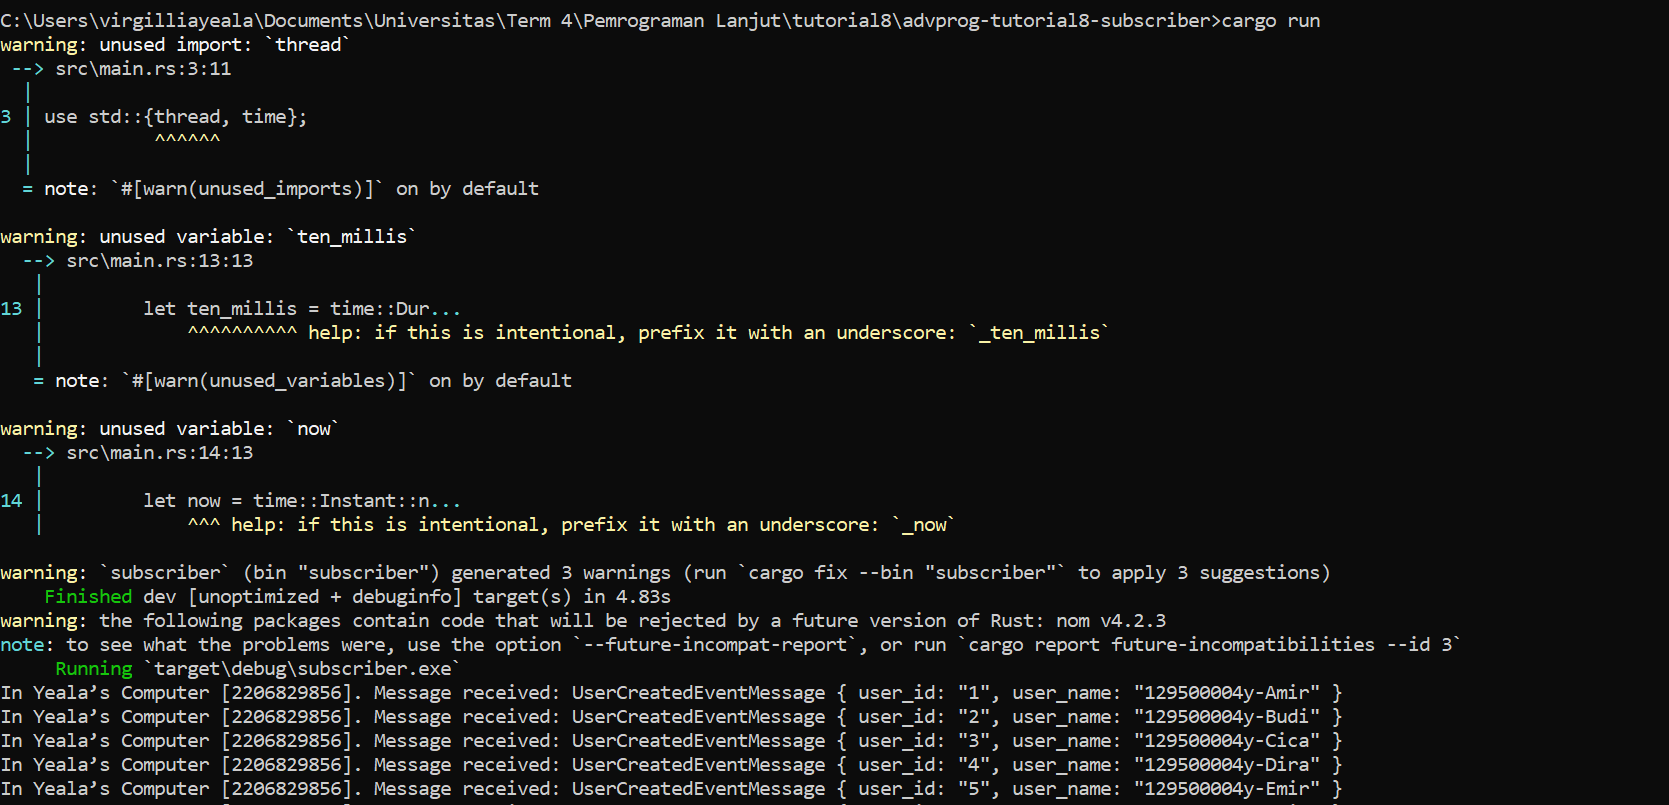 C:\Users\virgilliayeala\Documents\Universitas\Term 4\Pemrograman Lanjut\tutorial8\advprog-tutorial8-subscriber>cargo run
warning: unused import: `thread`
 --> src\main.rs:3:11
  |
3 | use std::{thread, time};
  |           ^^^^^^
  |
  = note: `#[warn(unused_imports)]` on by default

warning: unused variable: `ten_millis`
  --> src\main.rs:13:13
   |
13 |         let ten_millis = time::Dur...
   |             ^^^^^^^^^^ help: if this is intentional, prefix it with an underscore: `_ten_millis`
   |
   = note: `#[warn(unused_variables)]` on by default

warning: unused variable: `now`
  --> src\main.rs:14:13
   |
14 |         let now = time::Instant::n...
   |             ^^^ help: if this is intentional, prefix it with an underscore: `_now`

warning: `subscriber` (bin "subscriber") generated 3 warnings (run `cargo fix --bin "subscriber"` to apply 3 suggestions)
    Finished dev [unoptimized + debuginfo] target(s) in 4.83s
warning: the following packages contain code that will be rejected by a future version of Rust: nom v4.2.3
note: to see what the problems were, use the option `--future-incompat-report`, or run `cargo report future-incompatibilities --id 3`
     Running `target\debug\subscriber.exe`
In Yeala’s Computer [2206829856]. Message received: UserCreatedEventMessage { user_id: "1", user_name: "129500004y-Amir" }
In Yeala’s Computer [2206829856]. Message received: UserCreatedEventMessage { user_id: "2", user_name: "129500004y-Budi" }
In Yeala’s Computer [2206829856]. Message received: UserCreatedEventMessage { user_id: "3", user_name: "129500004y-Cica" }
In Yeala’s Computer [2206829856]. Message received: UserCreatedEventMessage { user_id: "4", user_name: "129500004y-Dira" }
In Yeala’s Computer [2206829856]. Message received: UserCreatedEventMessage { user_id: "5", user_name: "129500004y-Emir" }